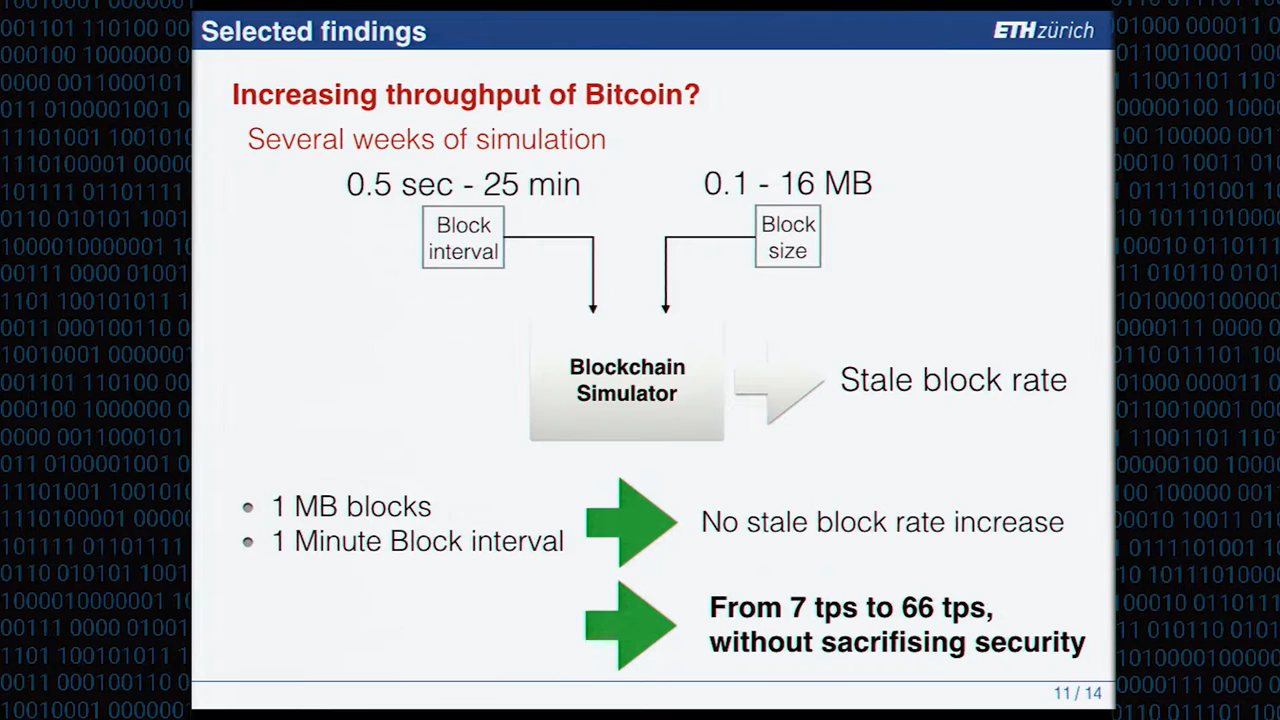 Selected findings
ETH zürich
Increasing throughput of Bitcoin?
Several weeks of simulation
0.5 sec - 25 min
0.1 - 16 MB
Block
interval
Block
size
Blockchain
Simulator
Stale block rate
1 MB blocks
1 Minute Block interval
No stale block rate increase
From 7 tps to 66 tps,
without sacrifising security
11 / 14